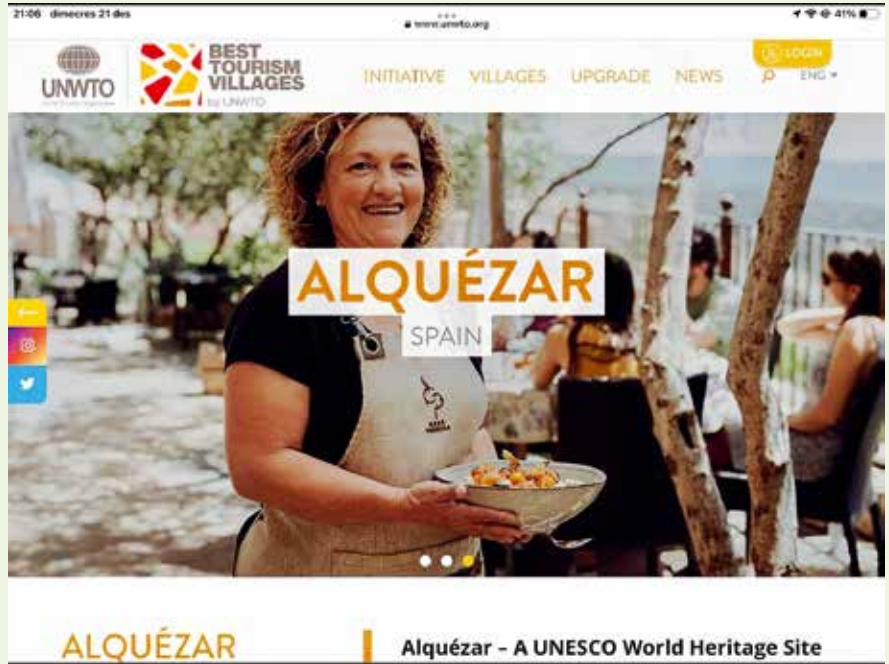 21:06 dimecres 21 des
www.unwto.org
41%
UNWTO
BEST
TOURISM
VILLAGES
by UNWTO
INITIATIVE VILLAGES UPGRADE NEWS
LOGIN
ENG
ALQUÉZAR
SPAIN
ALQUÉZAR
Alquézar – A UNESCO World Heritage Site